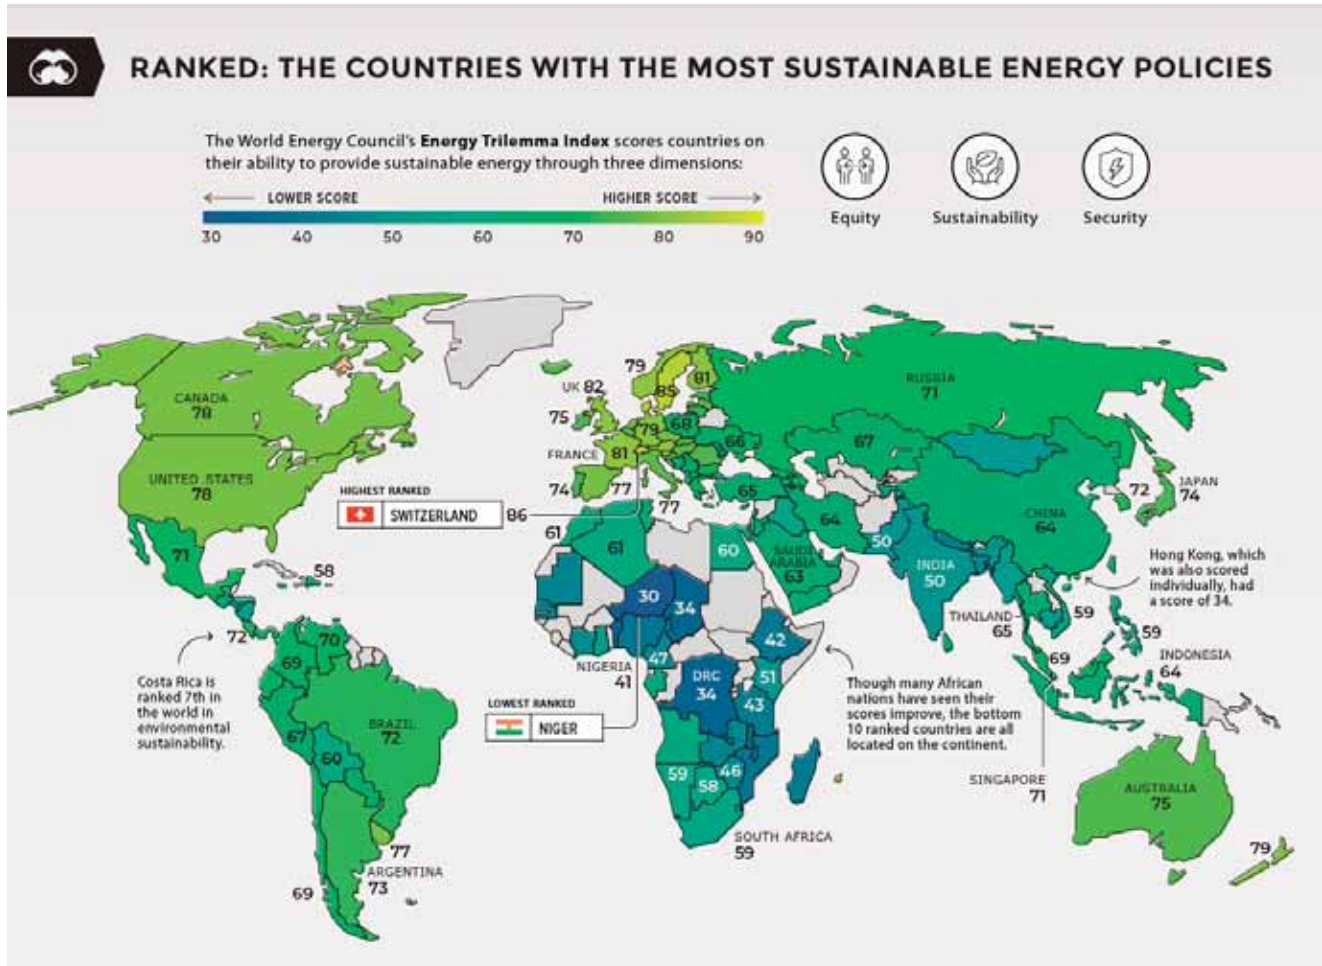 RANKED: THE COUNTRIES WITH THE MOST SUSTAINABLE ENERGY POLICIES
The World Energy Council's Energy Trilemma Index scores countries on
their ability to provide sustainable energy through three dimensions:
LOWER SCORE
HIGHER SCORE
30 40 50 60 70 80 90
Equity
Sustainability
Security
CANADA
78
UNITED STATES
78
71
58
72
Costa Rica is
ranked 7th in
the world in
environmental
sustainability.
70
69
67
BRAZIL
72
60
77
ARGENTINA
73
69
HIGHEST RANKED
SWITZERLAND
86
79
85
81
UK 82
75
79
68
66
FRANCE
81
74
77
77
65
RUSSIA
71
67
CHINA
64
72
JAPAN
74
64
50
INDIA
50
SAUDI
ARABIA
63
61
61
60
30
34
42
NIGERIA
41
47
DRC
34
51
43
LOWEST RANKED
NIGER
59
58
46
SOUTH AFRICA
59
Hong Kong, which
was also scored
individually, had
a score of 34.
THAILAND
65
59
59
69
INDONESIA
64
Though many African
nations have seen their
scores improve, the bottom
10 ranked countries are all
located on the continent.
SINGAPORE
71
AUSTRALIA
75
79